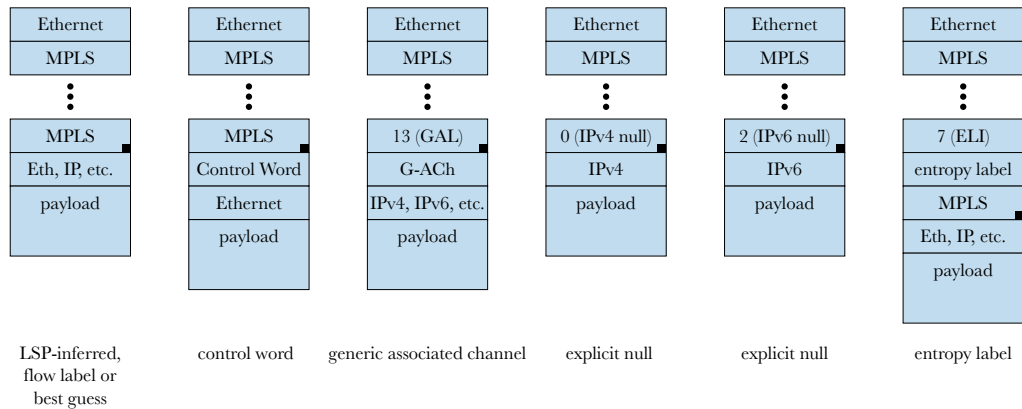 Ethernet
MPLS
MPLS
Eth, IP, etc.
payload
LSP-inferred,
flow label or
best guess
Ethernet
MPLS
MPLS
Control Word
Ethernet
payload
control word
Ethernet
MPLS
13 (GAL)
G-ACh
IPv4, IPv6, etc.
payload
generic associated channel
Ethernet
MPLS
0 (IPv4 null)
IPv4
payload
explicit null
Ethernet
MPLS
2 (IPv6 null)
IPv6
payload
explicit null
Ethernet
MPLS
7 (ELI)
entropy label
MPLS
Eth, IP, etc.
payload
entropy label